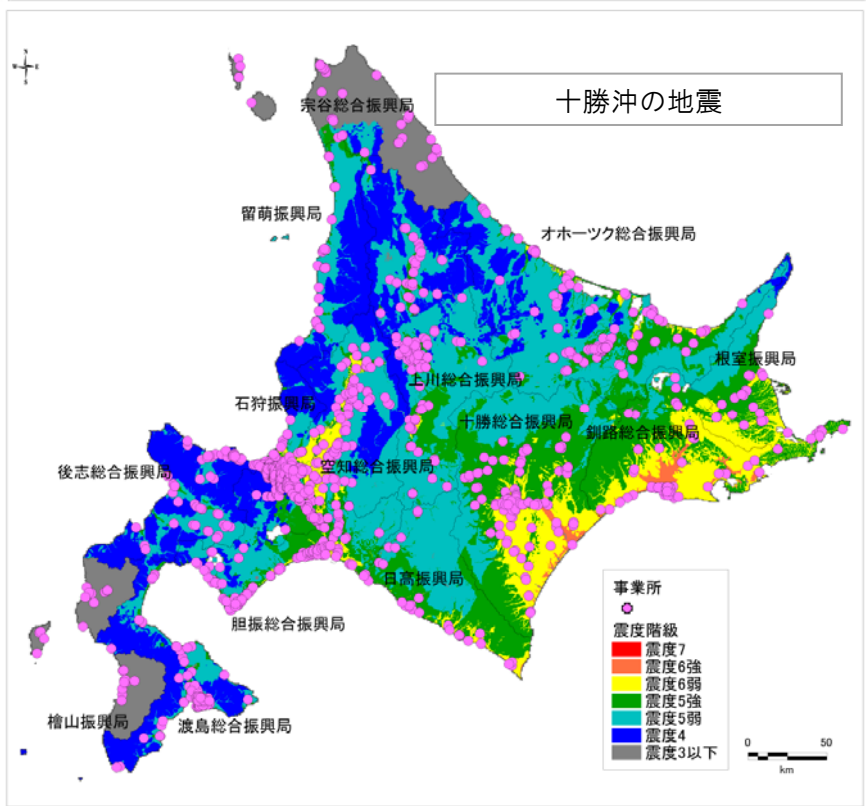 N
W
E
S
十勝沖の地震
宗谷総合振興局
留萌振興局
オホーツク総合振興局
根室振興局
上川総合振興局
石狩振興局
十勝総合振興局
釧路総合振興局
空知総合振興局
後志総合振興局
日高振興局
胆振総合振興局
檜山振興局
渡島総合振興局
事業所
震度階級
震度7
震度6強
震度6弱
震度5強
震度5弱
震度4
震度3以下
0 50
km